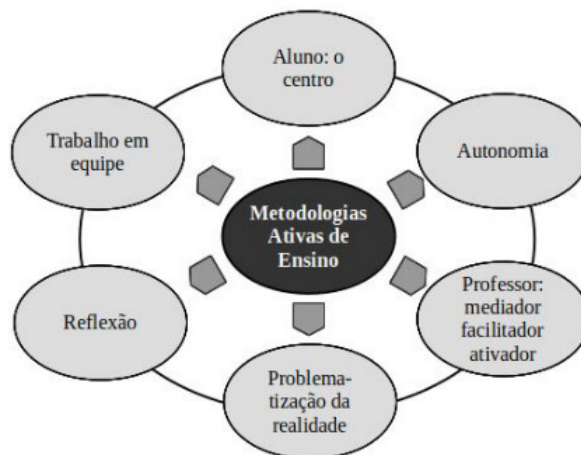 Aluno: o
centro
Trabalho em
equipe
Autonomia
Metodologias
Ativas de
Ensino
Reflexão
Professor:
mediador
facilitador
ativador
Problema-
tização da
realidade